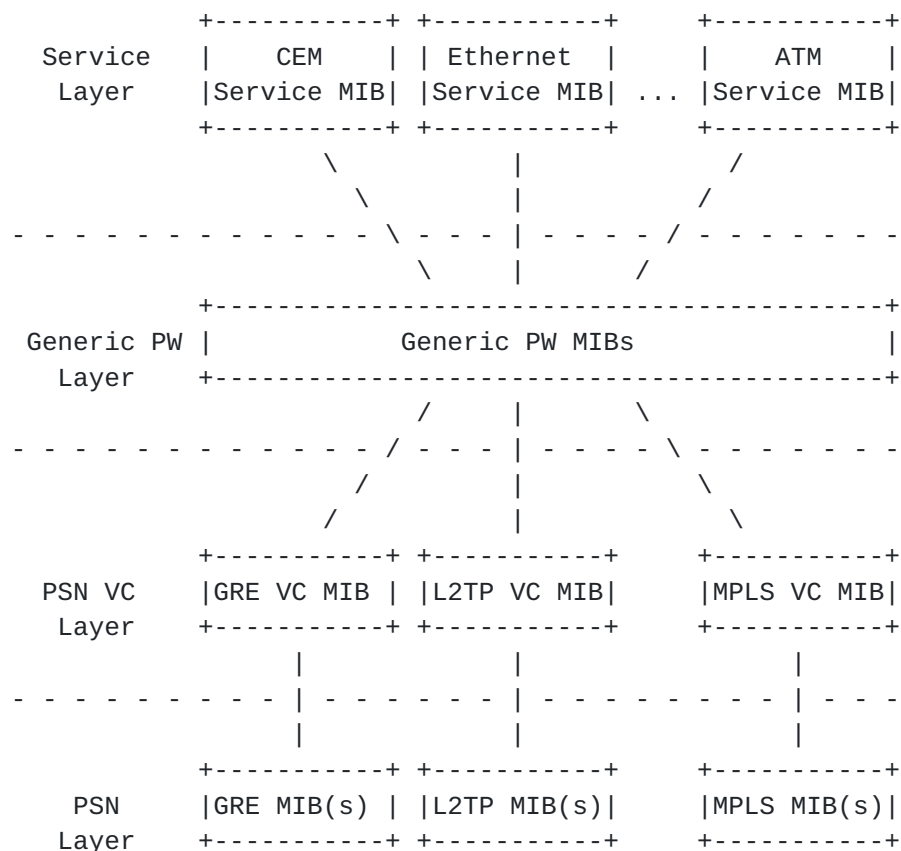 +-----------+ +-----------+     +-----------+
  Service      |    CEM    | | Ethernet  |     |    ATM    |
   Layer       |Service MIB| |Service MIB| ... |Service MIB|
               +-----------+ +-----------+     +-----------+
                       \           |             /
                         \         |           /
- - - - - - - - - - - - - \ - - - | - - - - / - - - - - - -
                             \     |       /
               +-------------------------------------------+
 Generic PW |            Generic PW MIBs                |
   Layer       +-------------------------------------------+
                             /     |       \
- - - - - - - - - - - - - / - - - | - - - - \ - - - - - - -
                         /         |           \
                       /           |             \
               +-----------+ +-----------+     +-----------+
  PSN VC       |GRE VC MIB | |L2TP VC MIB|     |MPLS VC MIB|
   Layer       +-----------+ +-----------+     +-----------+
                     |             |                 |
- - - - - - - - - | - - - - - - | - - - - - - - - | - - -
                     |             |                 |
               +-----------+ +-----------+     +-----------+
    PSN        |GRE MIB(s) | |L2TP MIB(s)|     |MPLS MIB(s)|
   Layer       +-----------+ +-----------+     +-----------+